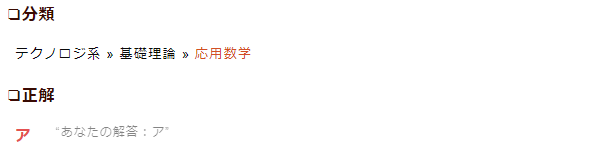 ❏分類
テクノロジ系 » 基礎理論 » 応用数学
❏正解
ア “あなたの解答：ア”